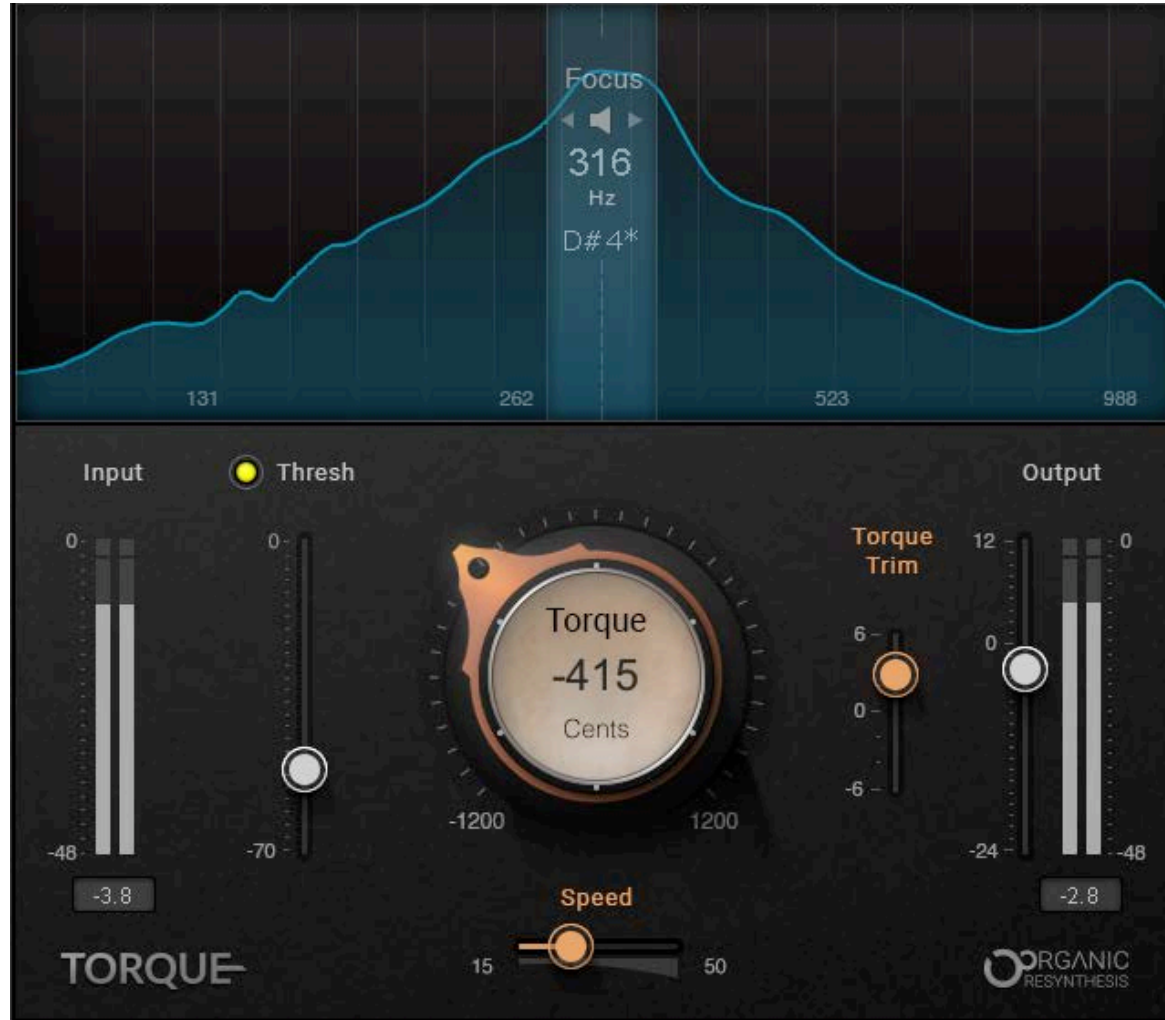 Focus
316
Hz
D#4*
131 262 523 988
Input Thresh Output
Torque Trim
0 0 12 0
6
0
0
-6
Torque
-415
Cents
-1200 1200
-48 -70 -24 -48
-3.8 -2.8
Speed
15 50
TORQUE
ORGANIC
RESYNTHESIS